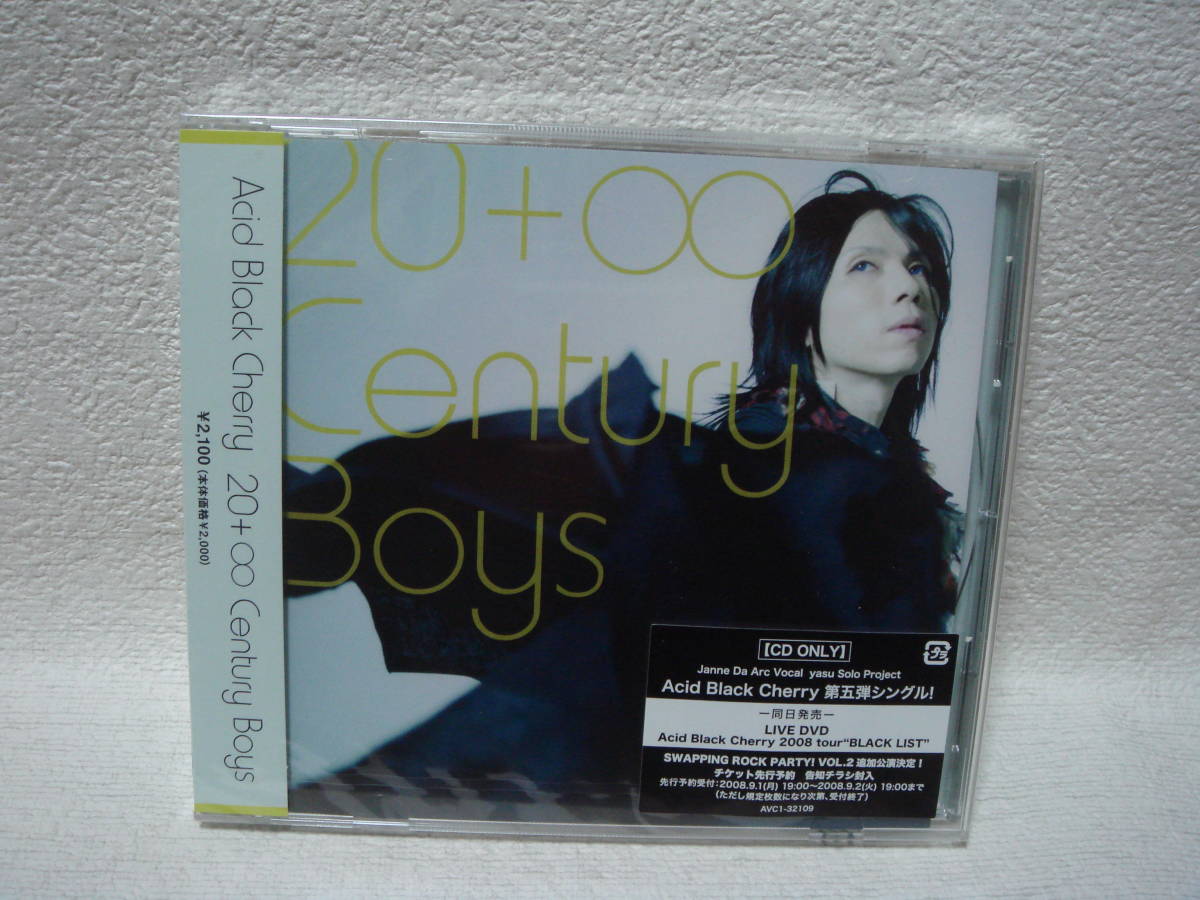 Acid Black Cherry 20+∞ Century Boys
¥2,100 (本体価格¥2,000)
20+∞
Century
Boys
【CD ONLY】
プラ
Janne Da Arc Vocal yasu Solo Project
Acid Black Cherry 第五弾シングル!
—同日発売—
LIVE DVD
Acid Black Cherry 2008 tour“BLACK LIST”
SWAPPING ROCK PARTY! VOL.2 追加公演決定!
チケット先行予約 告知チラシ封入
先行予約受付:2008.9.1(月) 19:00～2008.9.2(火) 19:00まで
(ただし規定枚数になり次第、受付終了)
AVC1-32109